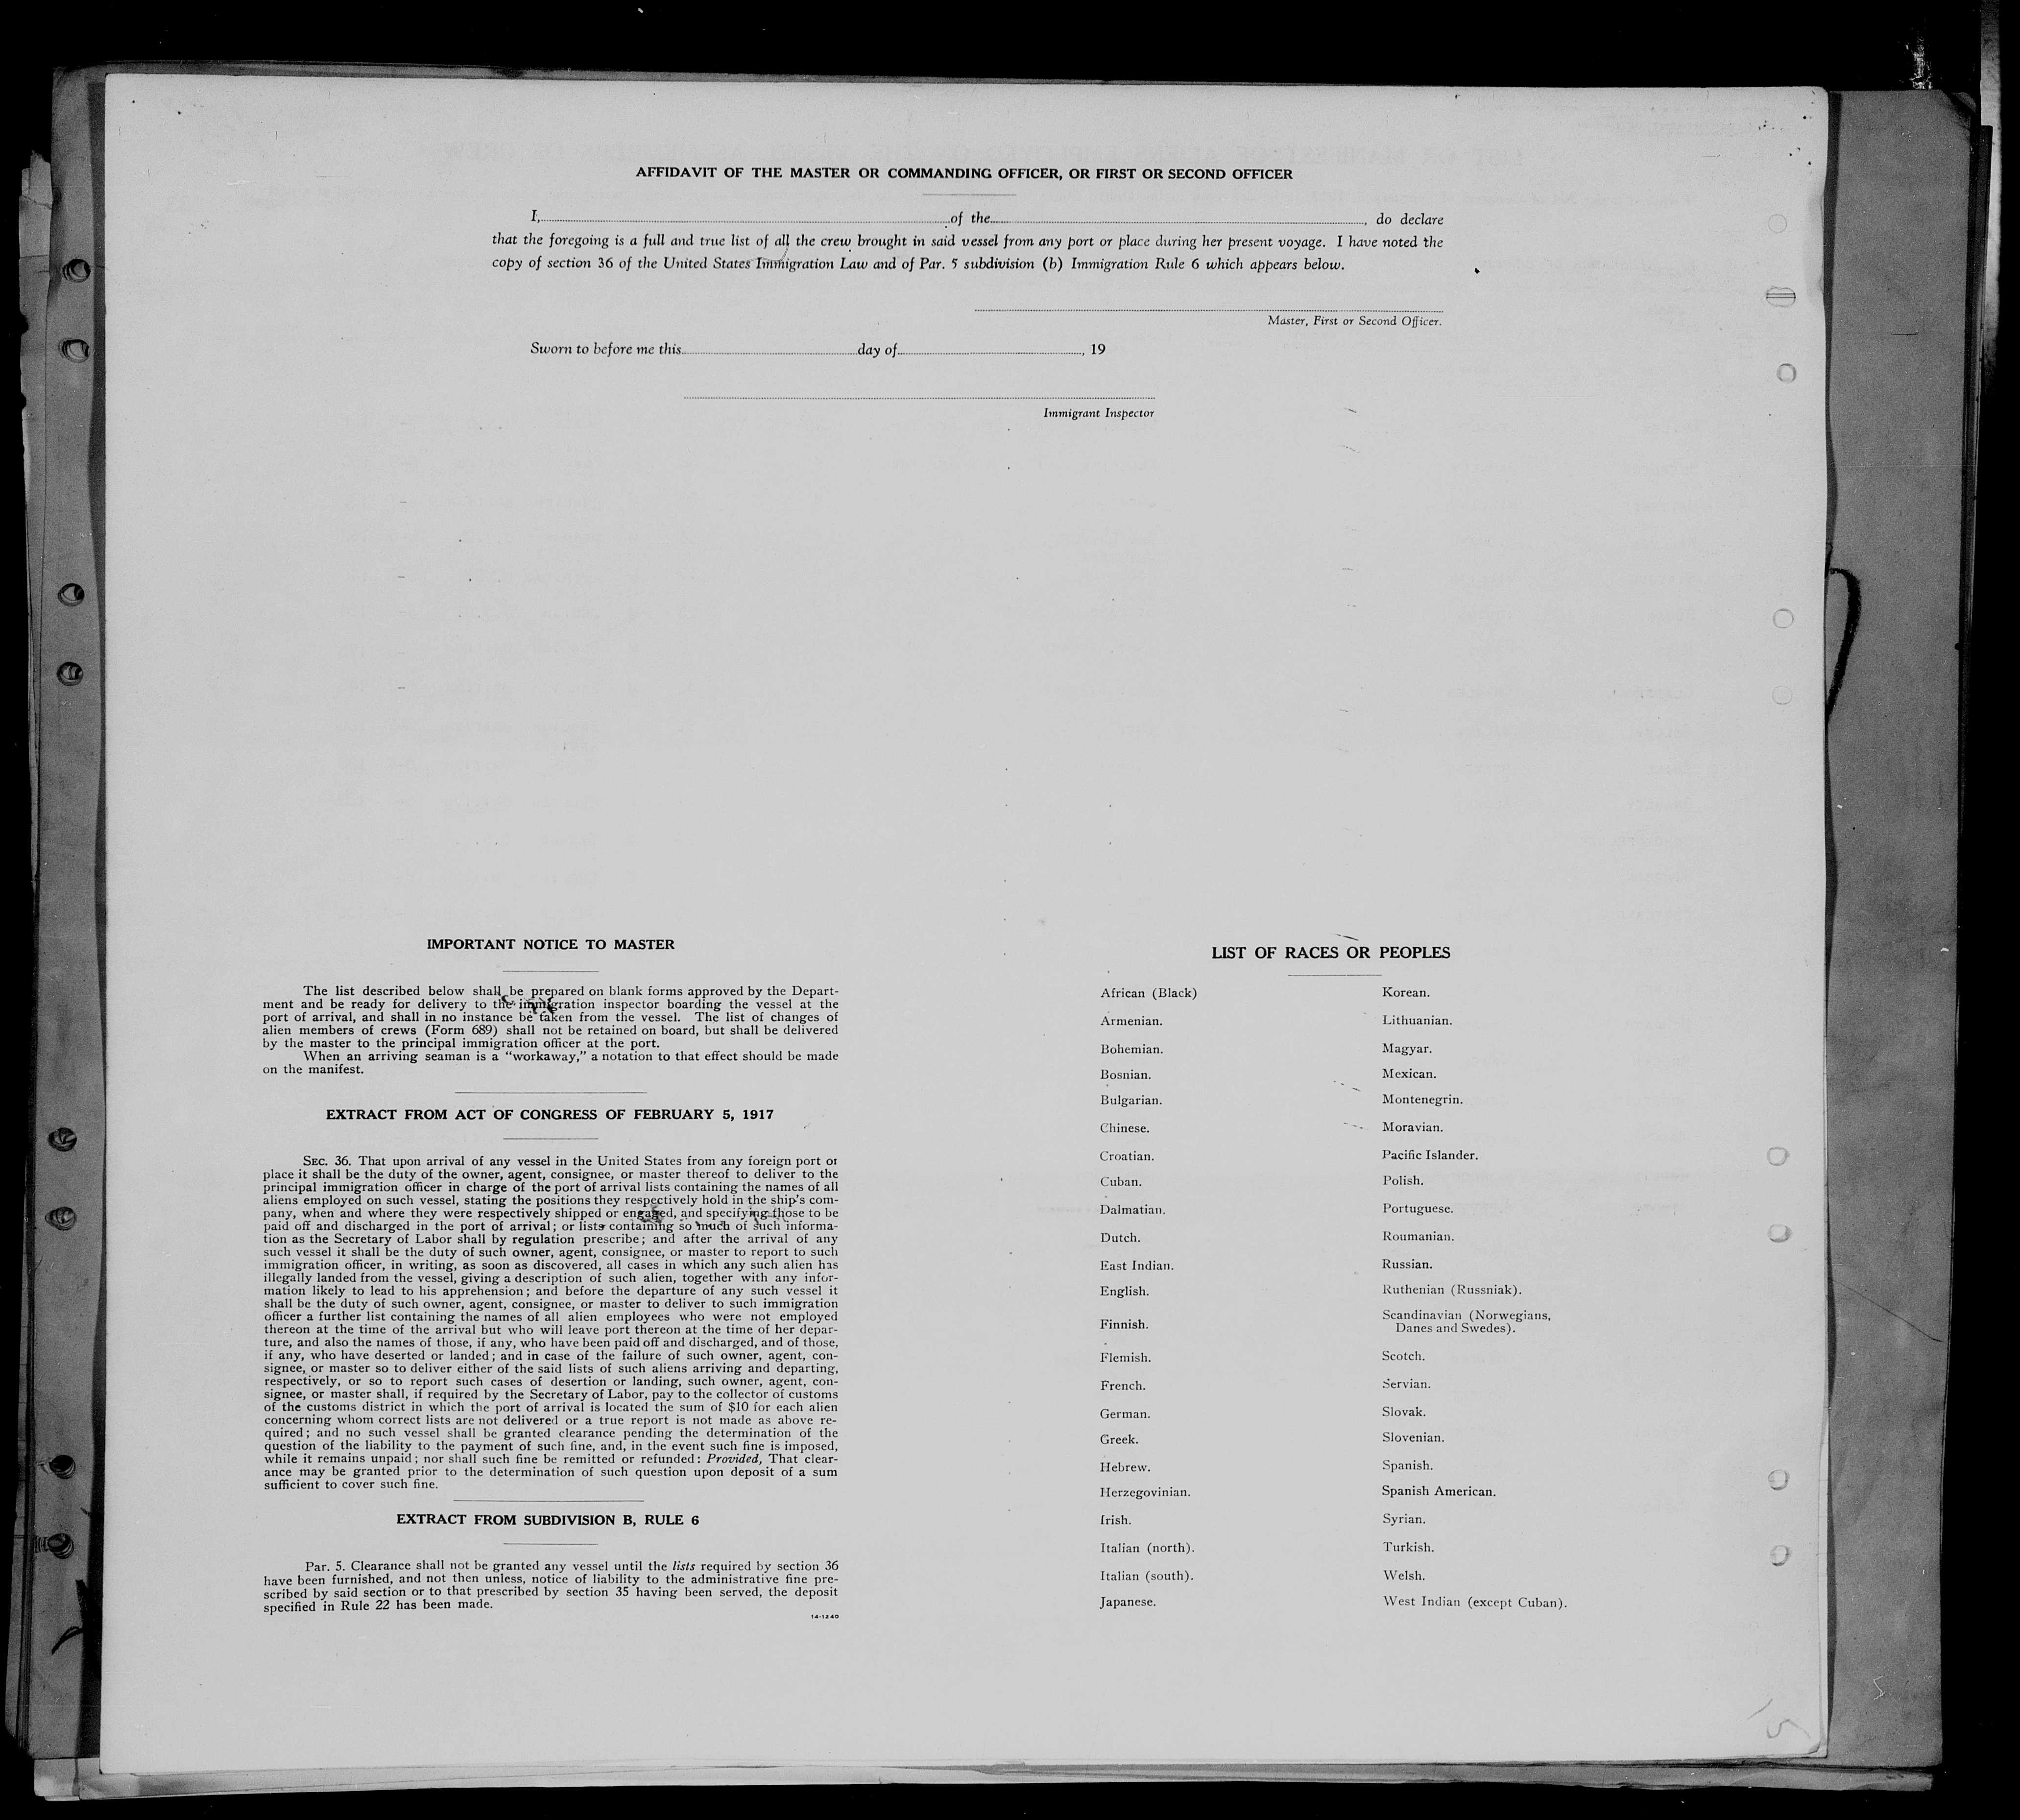 AFFIDAVIT OF THE MASTER OR COMMANDING OFFICER, OR FIRST OR SECOND OFFICER
I, of the , do declare
that the foregoing is a full and true list of all the crew brought in said vessel from any port or place during her present voyage. I have noted the
copy of section 36 of the United States Immigration Law and of Par. 5 subdivision (b) Immigration Rule 6 which appears below.
Master, First or Second Officer.
Sworn to before me this day of , 19
Immigrant Inspector
IMPORTANT NOTICE TO MASTER
The list described below shall be prepared on blank forms approved by the Depart-
ment and be ready for delivery to the immigration inspector boarding the vessel at the
port of arrival, and shall in no instance be taken from the vessel. The list of changes of
alien members of crews (Form 689) shall not be retained on board, but shall be delivered
by the master to the principal immigration officer at the port.
When an arriving seaman is a “workaway,” a notation to that effect should be made
on the manifest.
EXTRACT FROM ACT OF CONGRESS OF FEBRUARY 5, 1917
SEC. 36. That upon arrival of any vessel in the United States from any foreign port or
place it shall be the duty of the owner, agent, consignee, or master thereof to deliver to the
principal immigration officer in charge of the port of arrival lists containing the names of all
aliens employed on such vessel, stating the positions they respectively hold in the ship's com-
pany, when and where they were respectively shipped or engaged, and specifying those to be
paid off and discharged in the port of arrival; or lists containing so much of such informa-
tion as the Secretary of Labor shall by regulation prescribe; and after the arrival of any
such vessel it shall be the duty of such owner, agent, consignee, or master to report to such
immigration officer, in writing, as soon as discovered, all cases in which any such alien has
illegally landed from the vessel, giving a description of such alien, together with any infor-
mation likely to lead to his apprehension; and before the departure of any such vessel it
shall be the duty of such owner, agent, consignee, or master to deliver to such immigration
officer a further list containing the names of all alien employees who were not employed
thereon at the time of the arrival but who will leave port thereon at the time of her depar-
ture, and also the names of those, if any, who have been paid off and discharged, and of those,
if any, who have deserted or landed; and in case of the failure of such owner, agent, con-
signee, or master so to deliver either of the said lists of such aliens arriving and departing,
respectively, or so to report such cases of desertion or landing, such owner, agent, con-
signee, or master shall, if required by the Secretary of Labor, pay to the collector of customs
of the customs district in which the port of arrival is located the sum of $10 for each alien
concerning whom correct lists are not delivered or a true report is not made as above re-
quired; and no such vessel shall be granted clearance pending the determination of the
question of the liability to the payment of such fine, and, in the event such fine is imposed,
while it remains unpaid; nor shall such fine be remitted or refunded: Provided, That clear-
ance may be granted prior to the determination of such question upon deposit of a sum
sufficient to cover such fine.
EXTRACT FROM SUBDIVISION B, RULE 6
Par. 5. Clearance shall not be granted any vessel until the lists required by section 36
have been furnished, and not then unless, notice of liability to the administrative fine pre-
scribed by said section or to that prescribed by section 35 having been served, the deposit
specified in Rule 22 has been made.
14-1240
LIST OF RACES OR PEOPLES
African (Black)
Armenian.
Bohemian.
Bosnian.
Bulgarian.
Chinese.
Croatian.
Cuban.
Dalmatian.
Dutch.
East Indian.
English.
Finnish.
Flemish.
French.
German.
Greek.
Hebrew.
Herzegovinian.
Irish.
Italian (north).
Italian (south).
Japanese.
Korean.
Lithuanian.
Magyar.
Mexican.
Montenegrin.
Moravian.
Pacific Islander.
Polish.
Portuguese.
Roumanian.
Russian.
Ruthenian (Russniak).
Scandinavian (Norwegians,
Danes and Swedes).
Scotch.
Servian.
Slovak.
Slovenian.
Spanish.
Spanish American.
Syrian.
Turkish.
Welsh.
West Indian (except Cuban).